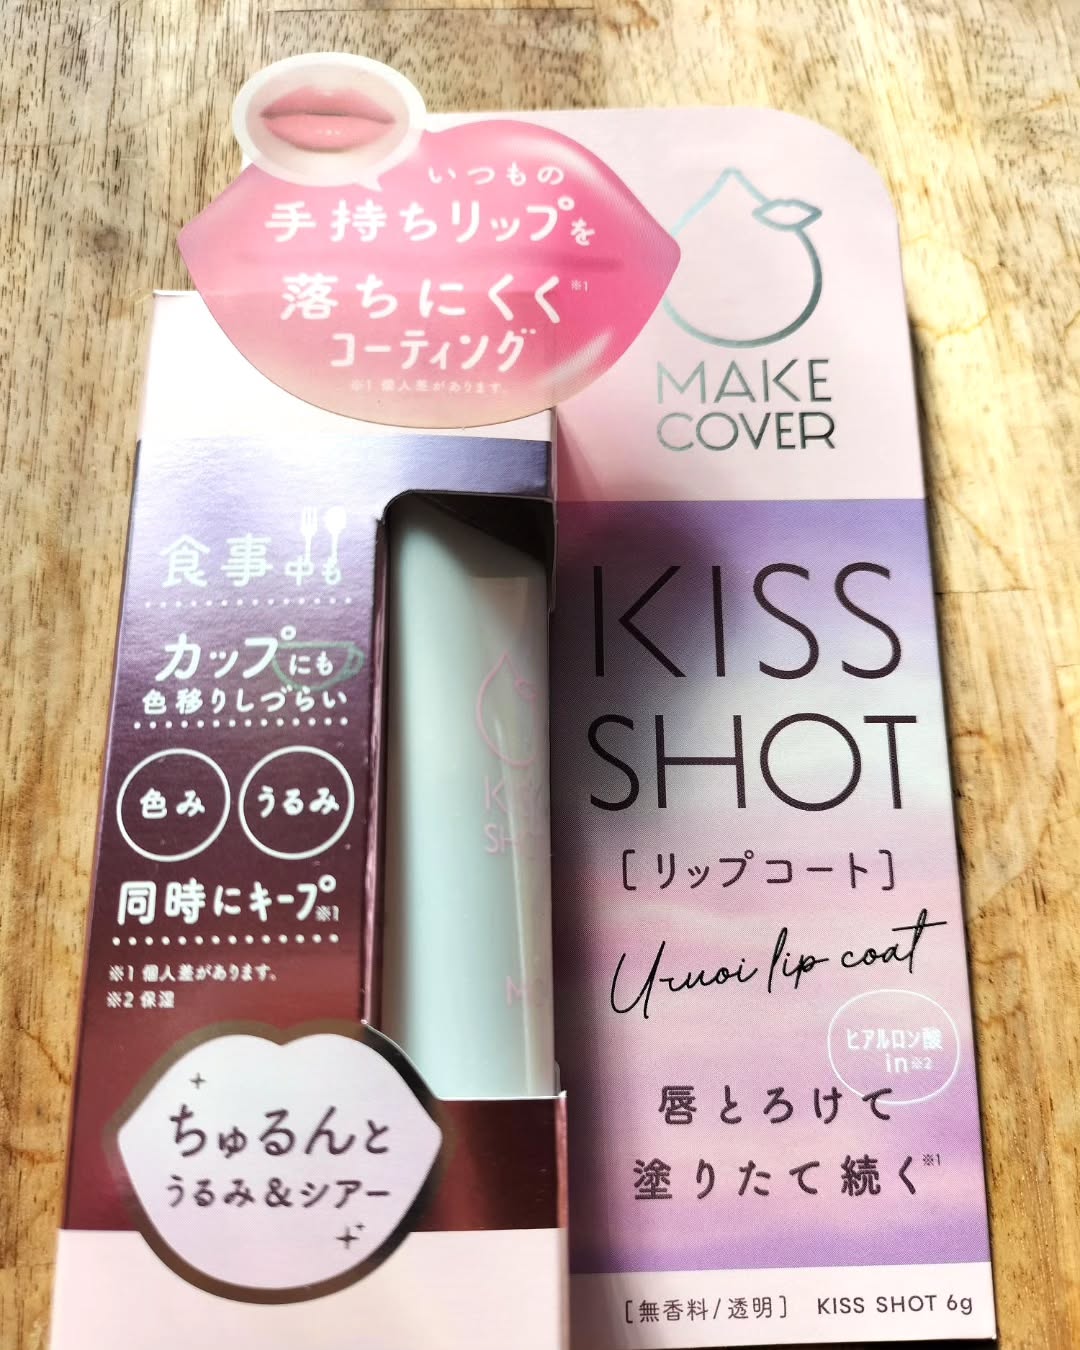 いつもの
手持ちリップを
落ちにくく※1
コーティング
※1 個人差があります。
MAKE
COVER
食事中も
カップにも
色移りしづらい
色み うるみ
同時にキープ※1
※1 個人差があります。
※2 保湿
ちゅるんと
うるみ&シアー
KISS
SHOT
[リップコート]
Uruoi lip coat
ヒアルロン酸
in※2
唇とろけて
塗りたて続く※1
[無香料/透明] KISS SHOT 6g